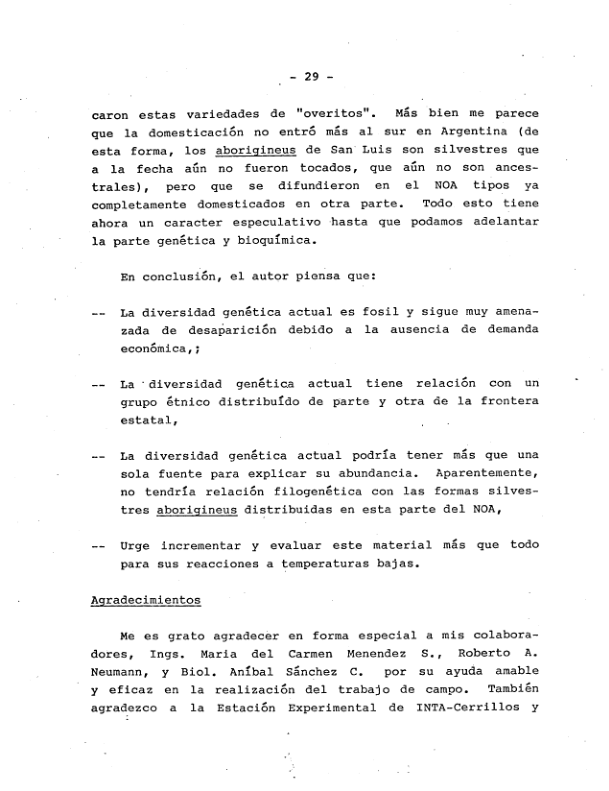 - 29 -
caron estas variedades de "overitos". Más bien me parece
que la domesticación no entró más al sur en Argentina (de
esta forma, los aborigineus de San Luis son silvestres que
a la fecha aún no fueron tocados, que aún no son ances-
trales), pero que se difundieron en el NOA tipos ya
completamente domesticados en otra parte. Todo esto tiene
ahora un caracter especulativo hasta que podamos adelantar
la parte genética y bioquímica.
En conclusión, el autor piensa que:
-- La diversidad genética actual es fosil y sigue muy amena-
zada de desaparición debido a la ausencia de demanda
económica,;
-- La diversidad genética actual tiene relación con un
grupo étnico distribuído de parte y otra de la frontera
estatal,
-- La diversidad genética actual podría tener más que una
sola fuente para explicar su abundancia. Aparentemente,
no tendría relación filogenética con las formas silves-
tres aborigineus distribuidas en esta parte del NOA,
-- Urge incrementar y evaluar este material más que todo
para sus reacciones a temperaturas bajas.
Agradecimientos
Me es grato agradecer en forma especial a mis colabora-
dores, Ings. Maria del Carmen Menendez S., Roberto A.
Neumann, y Biol. Aníbal Sánchez C. por su ayuda amable
y eficaz en la realización del trabajo de campo. También
agradezco a la Estación Experimental de INTA-Cerrillos y